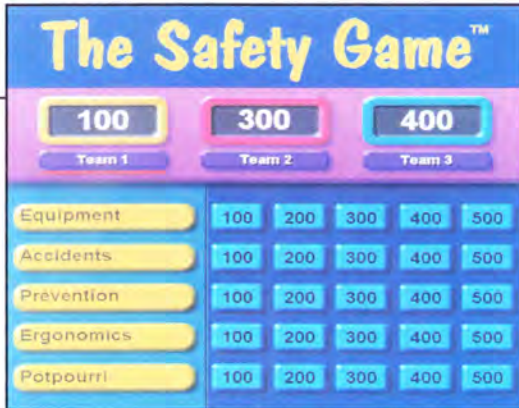 The Safety Game™
100 300 400
Team 1 Team 2 Team 3
Equipment 100 200 300 400 500
Accidents 100 200 300 400 500
Prevention 100 200 300 400 500
Ergonomics 100 200 300 400 500
Potpourri 100 200 300 400 500